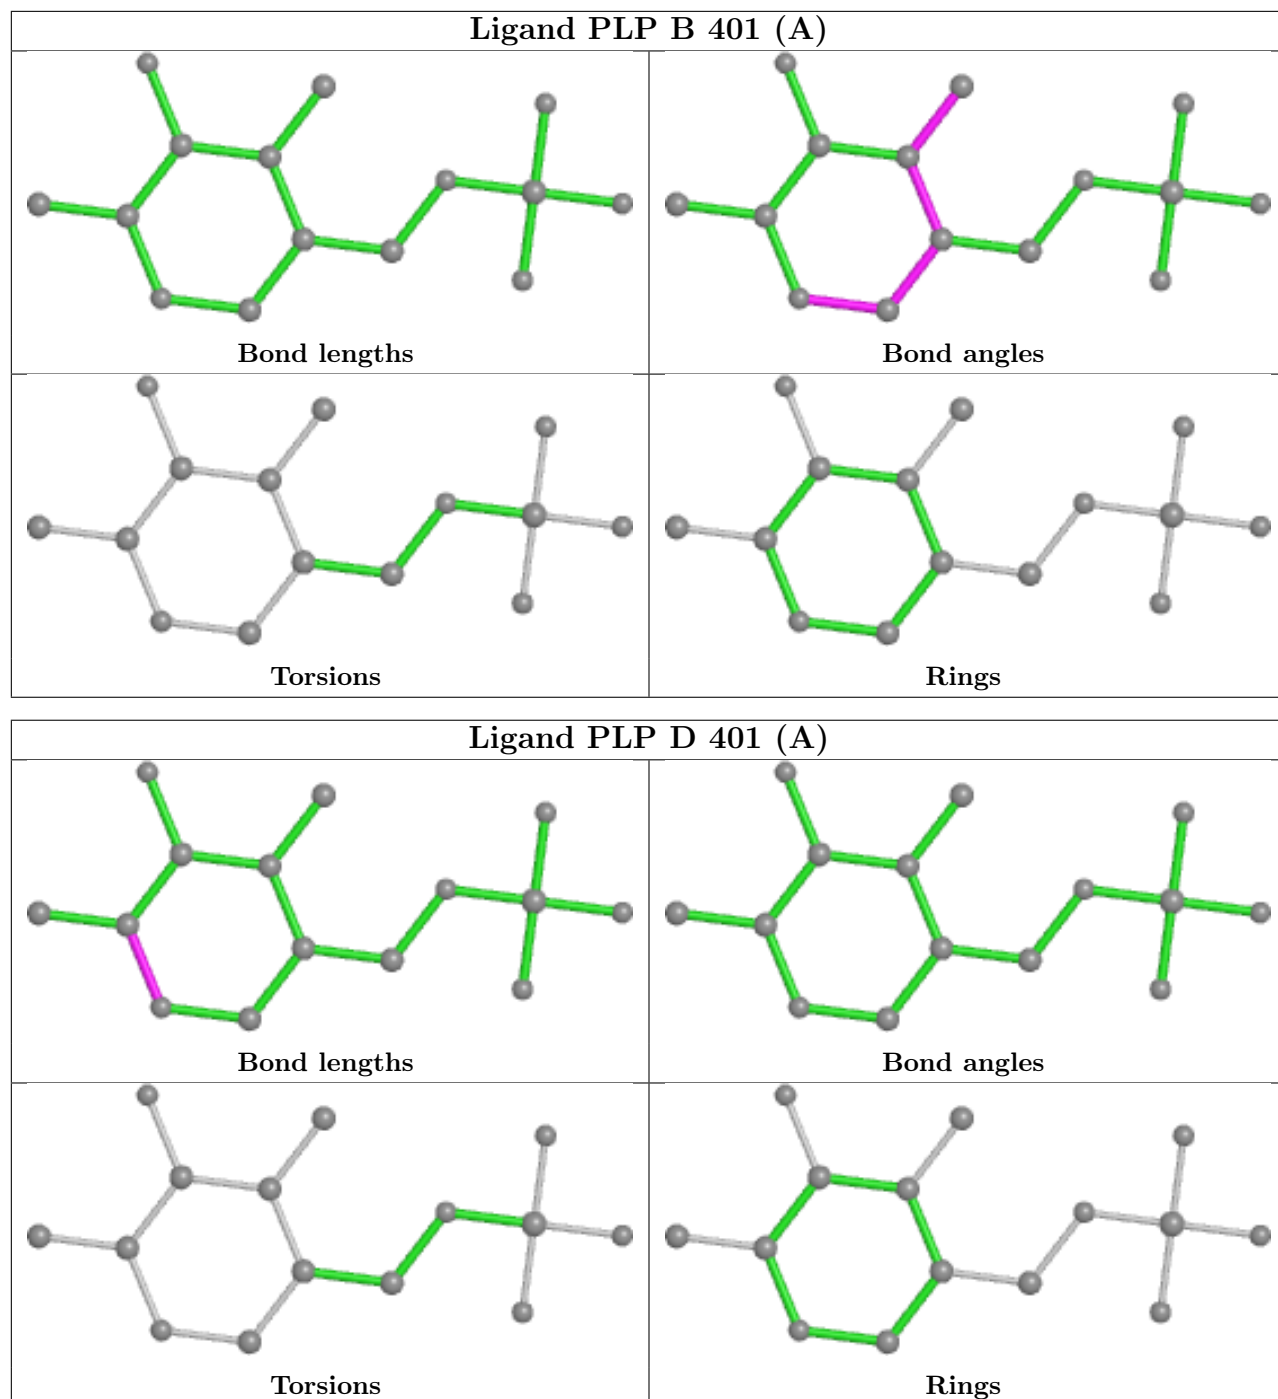 Ligand PLP B 401 (A)
Bond lengths
Bond angles
Torsions
Rings
Ligand PLP D 401 (A)
Bond lengths
Bond angles
Torsions
Rings